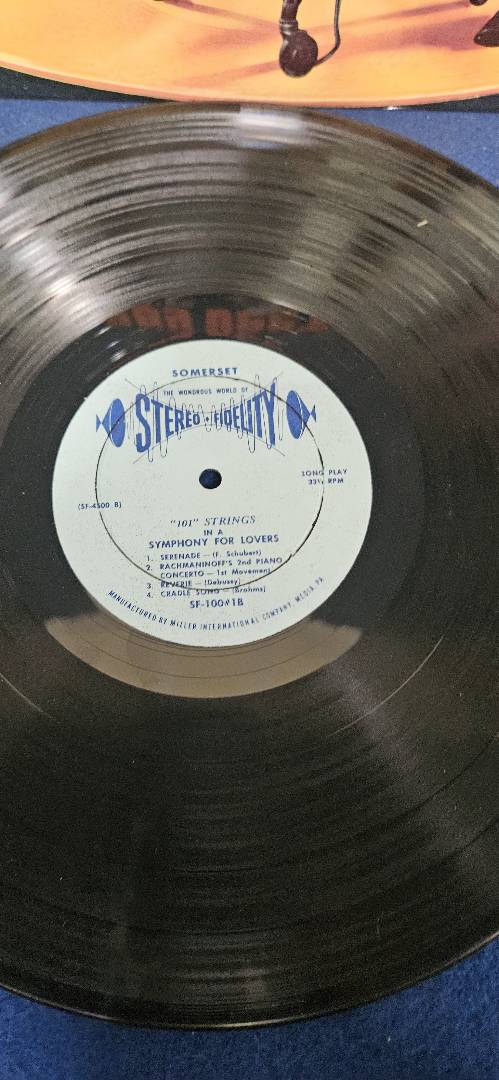 SOMERSET
THE WONDROUS WORLD OF
STEREO • FIDELITY
LONG PLAY
33⅓ RPM
(SF-4500 B)
"101" STRINGS
IN A
SYMPHONY FOR LOVERS
1. SERENADE — (F. Schubert)
2. RACHMANINOFF'S 2nd PIANO
CONCERTO — 1st Movement
3. REVERIE — (Debussy)
4. CRADLE SONG — (Brahms)
SF-100#1B
MANUFACTURED BY MILLER INTERNATIONAL COMPANY, MEDIA, PA